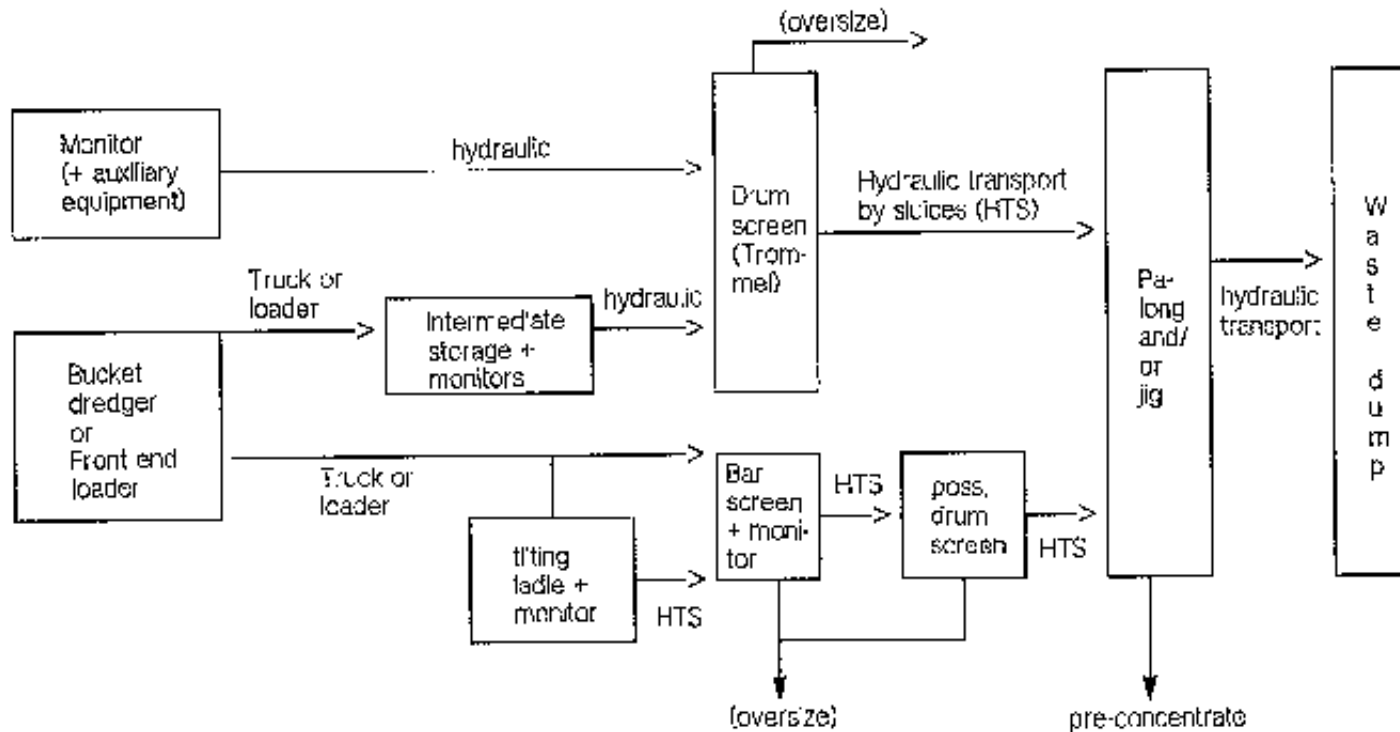 (oversize)
Monitor
(+ auxiliary
equipment)
hydraulic
Drum
screen
(Trom-
mel)
Hydraulic transport
by sluices (HTS)
Pa-
long
and/
or
jig
hydraulic
transport
Waste dump
Truck or
loader
Intermediate
storage +
monitors
hydraulic
Bucket
dredger
or
Front end
loader
Truck or
loader
tilting
ladle +
monitor
HTS
Bar
screen
+ moni-
tor
HTS
poss.
drum
screen
HTS
(oversize)
pre-concentrate